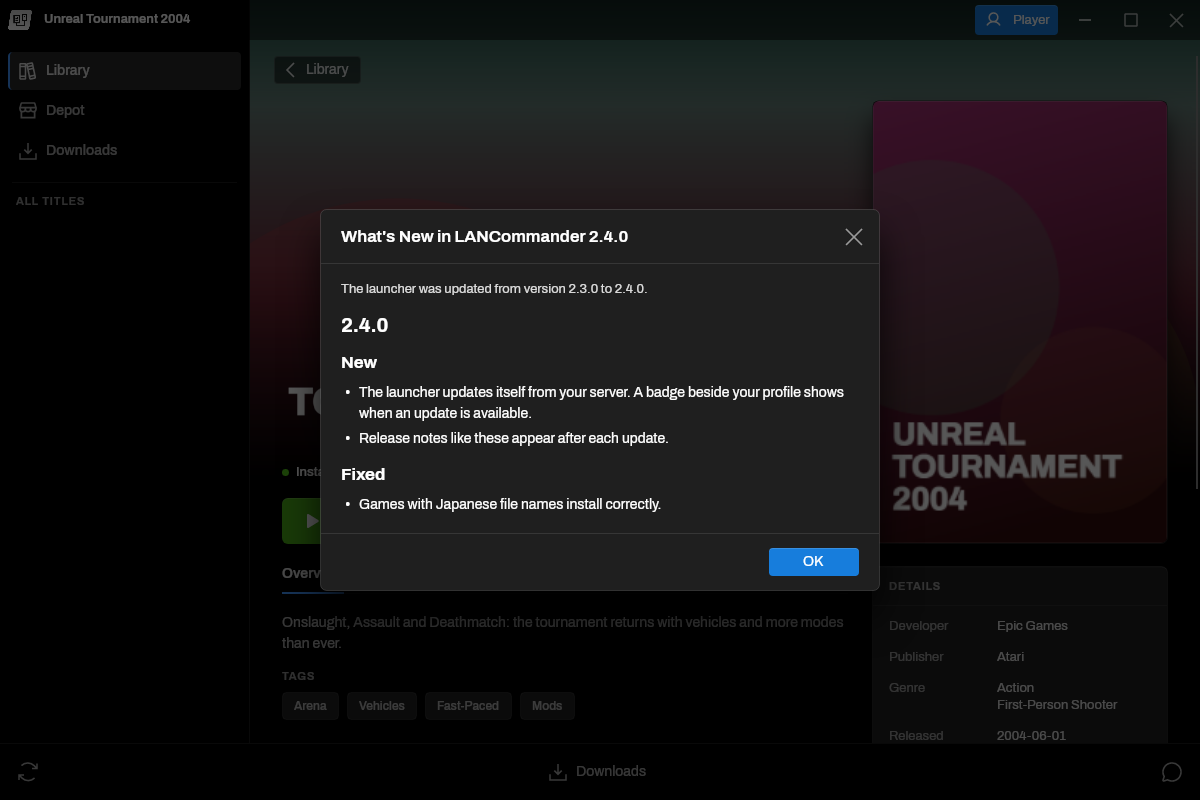 Unreal Tournament 2004
Player
Library
Depot
Downloads
ALL TITLES
Library
UNREAL
TOURNAMENT
2004
What's New in LANCommander 2.4.0
The launcher was updated from version 2.3.0 to 2.4.0.
2.4.0
New
• The launcher updates itself from your server. A badge beside your profile shows
when an update is available.
• Release notes like these appear after each update.
Fixed
• Games with Japanese file names install correctly.
OK
Onslaught, Assault and Deathmatch: the tournament returns with vehicles and more modes
than ever.
TAGS
Arena
Vehicles
Fast-Paced
Mods
DETAILS
Developer Epic Games
Publisher Atari
Genre Action
First-Person Shooter
Released 2004-06-01
Downloads